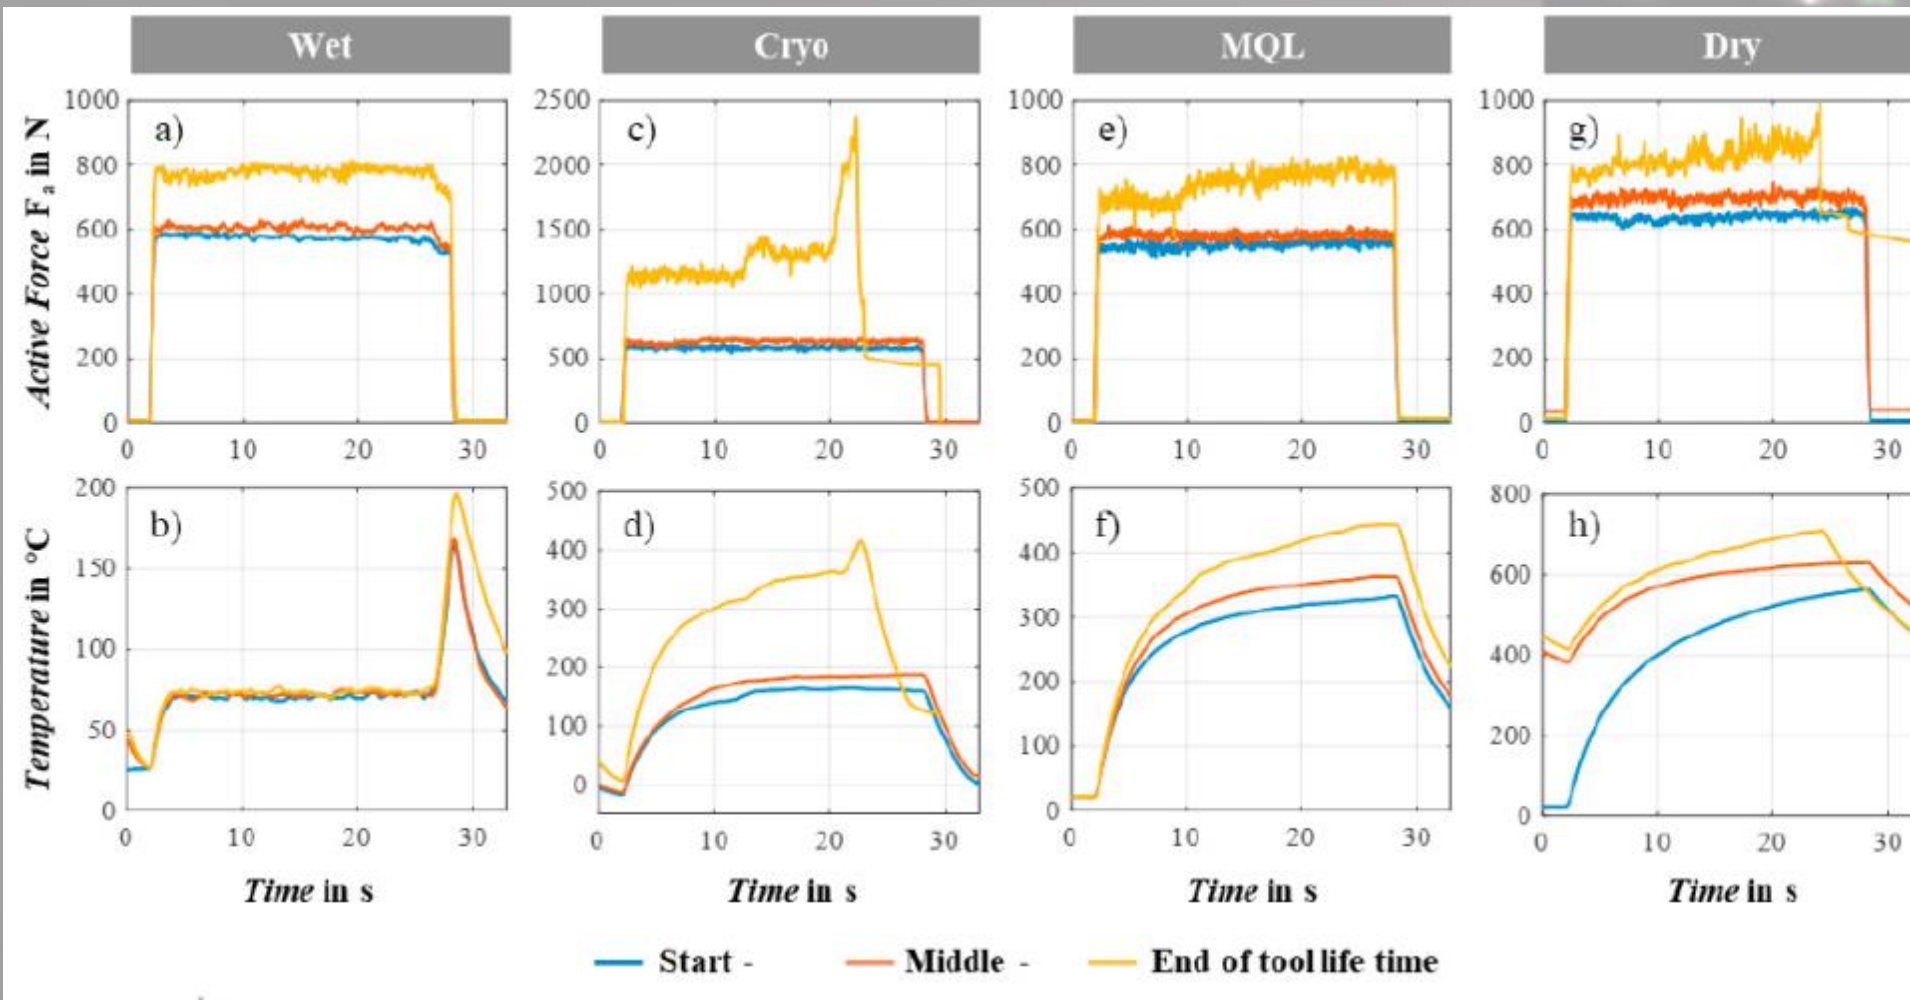 Wet Cryo MQL Dry
Active Force Fa in N
1000
800
600
400
200
0
a)
0 10 20 30
2500
2000
1500
1000
500
0
c)
0 10 20 30
1000
800
600
400
200
0
e)
0 10 20 30
1000
800
600
400
200
0
g)
0 10 20 30
Temperature in °C
200
150
100
50
0
b)
0 10 20 30
500
400
300
200
100
0
d)
0 10 20 30
500
400
300
200
100
0
f)
0 10 20 30
800
600
400
200
0
h)
0 10 20 30
Time in s Time in s Time in s Time in s
Start - Middle - End of tool life time